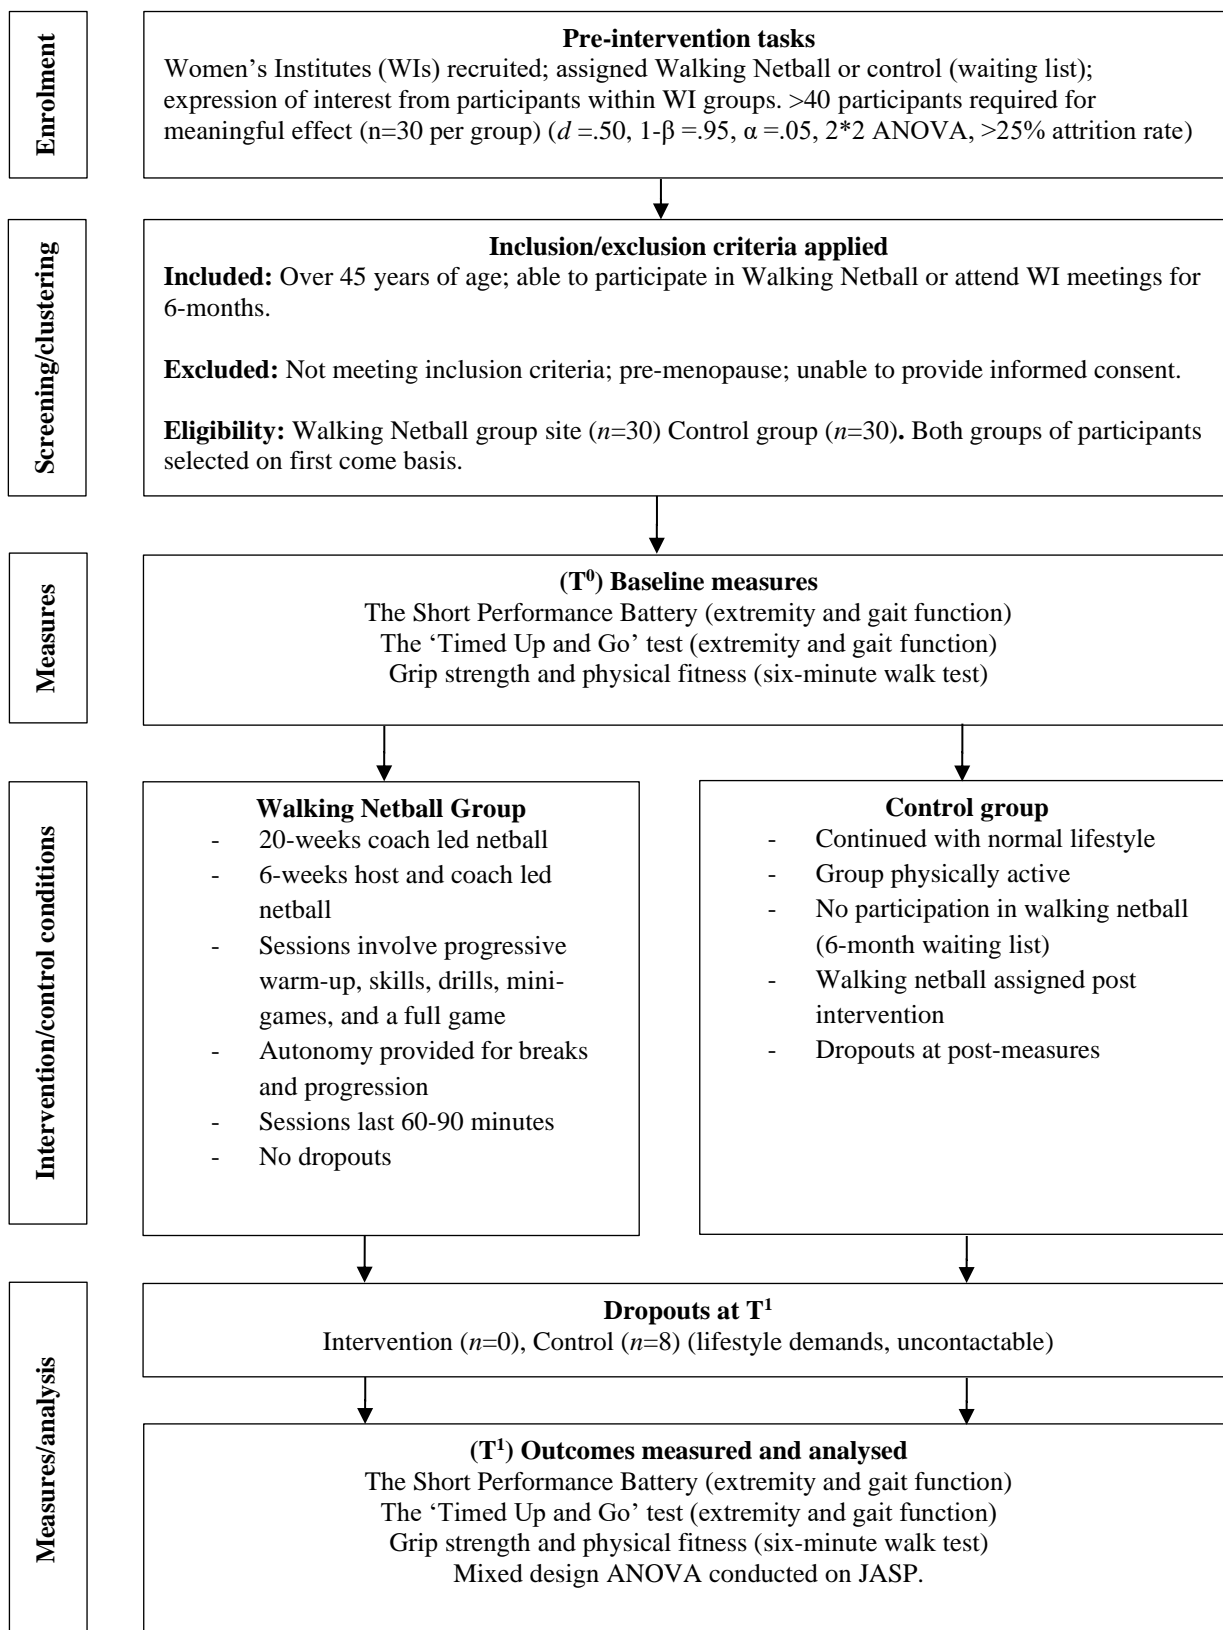 Enrolment
Pre-intervention tasks
Women’s Institutes (WIs) recruited; assigned Walking Netball or control (waiting list);
expression of interest from participants within WI groups. >40 participants required for
meaningful effect (n=30 per group) (d =.50, 1-β =.95, α =.05, 2*2 ANOVA, >25% attrition rate)
Screening/clustering
Inclusion/exclusion criteria applied
Included: Over 45 years of age; able to participate in Walking Netball or attend WI meetings for
6-months.
Excluded: Not meeting inclusion criteria; pre-menopause; unable to provide informed consent.
Eligibility: Walking Netball group site (n=30) Control group (n=30). Both groups of participants
selected on first come basis.
Measures
(T⁰) Baseline measures
The Short Performance Battery (extremity and gait function)
The ‘Timed Up and Go’ test (extremity and gait function)
Grip strength and physical fitness (six-minute walk test)
Intervention/control conditions
Walking Netball Group
- 20-weeks coach led netball
- 6-weeks host and coach led
netball
- Sessions involve progressive
warm-up, skills, drills, mini-
games, and a full game
- Autonomy provided for breaks
and progression
- Sessions last 60-90 minutes
- No dropouts
Control group
- Continued with normal lifestyle
- Group physically active
- No participation in walking netball
(6-month waiting list)
- Walking netball assigned post
intervention
- Dropouts at post-measures
Measures/analysis
Dropouts at T¹
Intervention (n=0), Control (n=8) (lifestyle demands, uncontactable)
(T¹) Outcomes measured and analysed
The Short Performance Battery (extremity and gait function)
The ‘Timed Up and Go’ test (extremity and gait function)
Grip strength and physical fitness (six-minute walk test)
Mixed design ANOVA conducted on JASP.